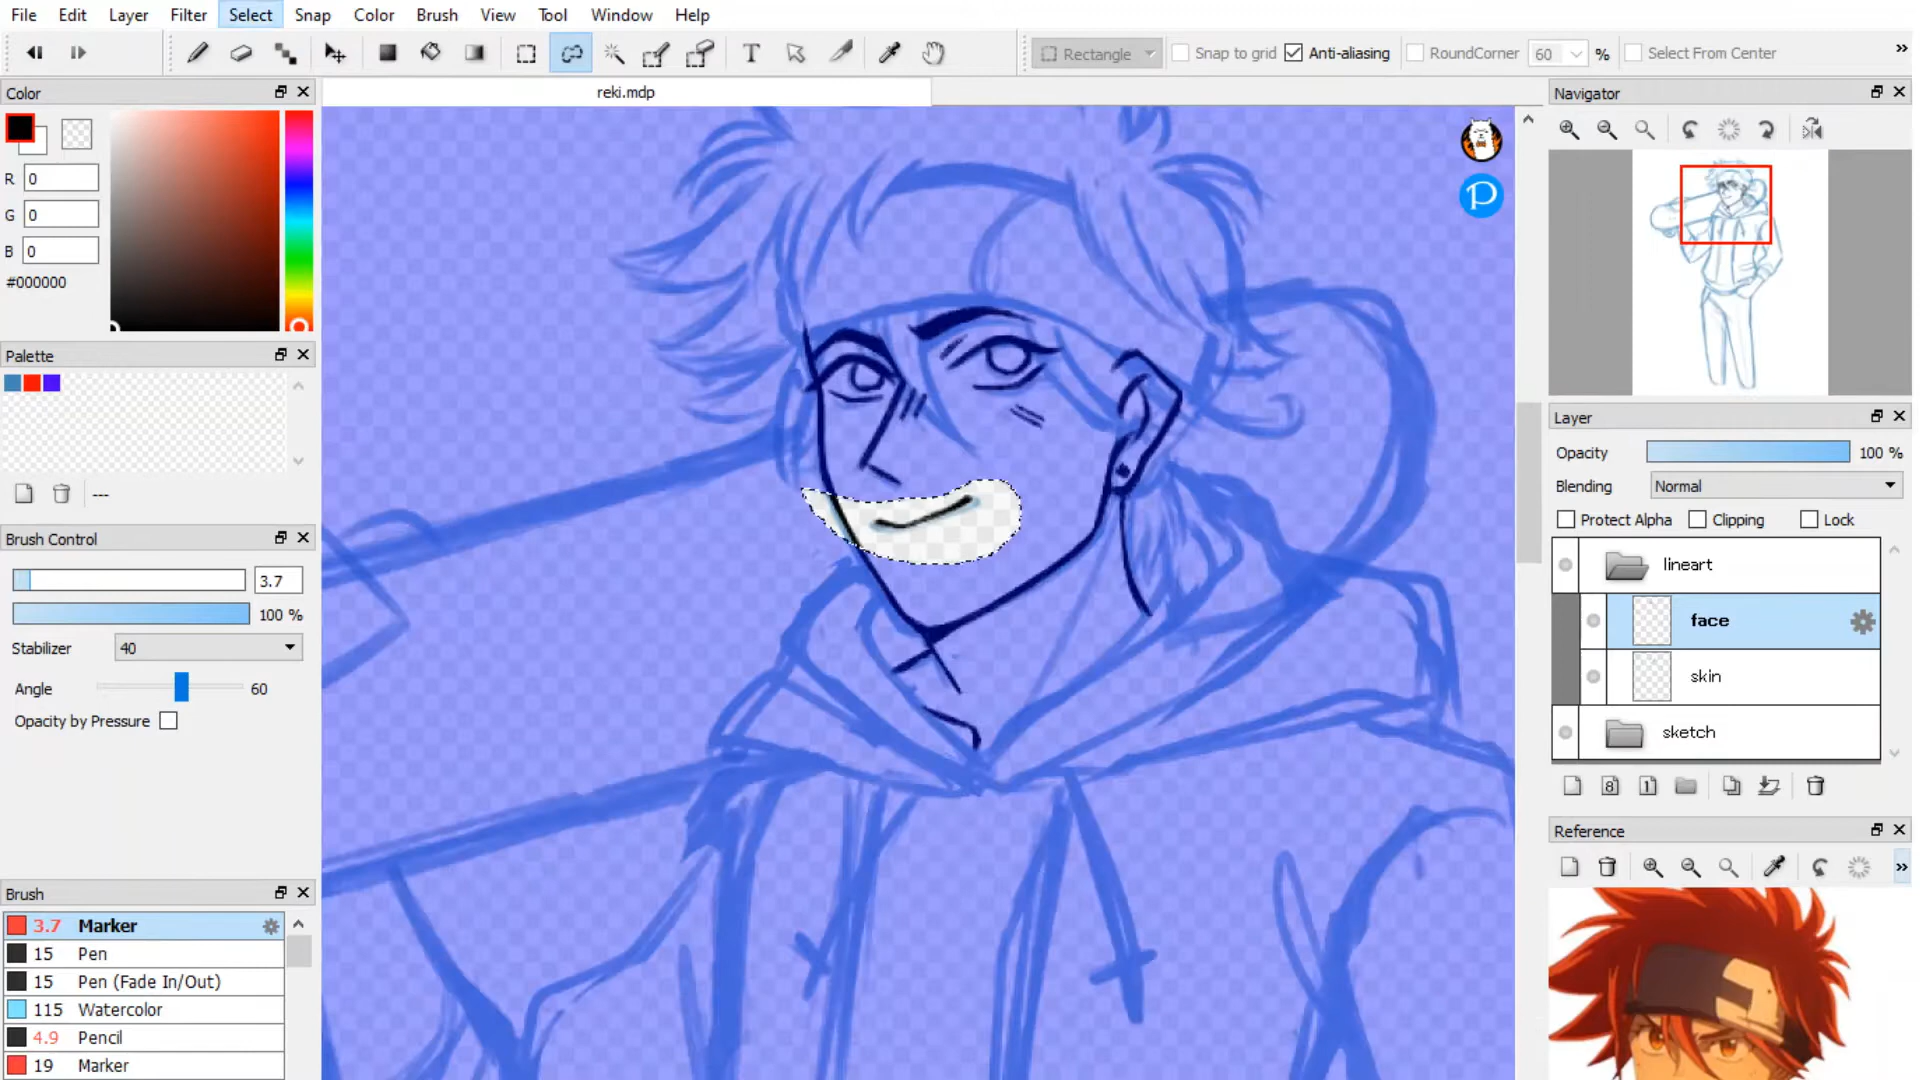 File Edit Layer Filter Select Snap Color Brush View Tool Window Help
Rectangle Snap to grid Anti-aliasing RoundCorner 60 % Select From Center »
Color
reki.mdp
Navigator
R 0
G 0
B 0
#000000
Palette
---
Brush Control
3.7
100 %
Stabilizer 40
Angle 60
Opacity by Pressure
Brush
3.7 Marker
15 Pen
15 Pen (Fade In/Out)
115 Watercolor
4.9 Pencil
19 Marker
Layer
Opacity 100 %
Blending Normal
Protect Alpha Clipping Lock
lineart
face
skin
sketch
8 1
Reference
»